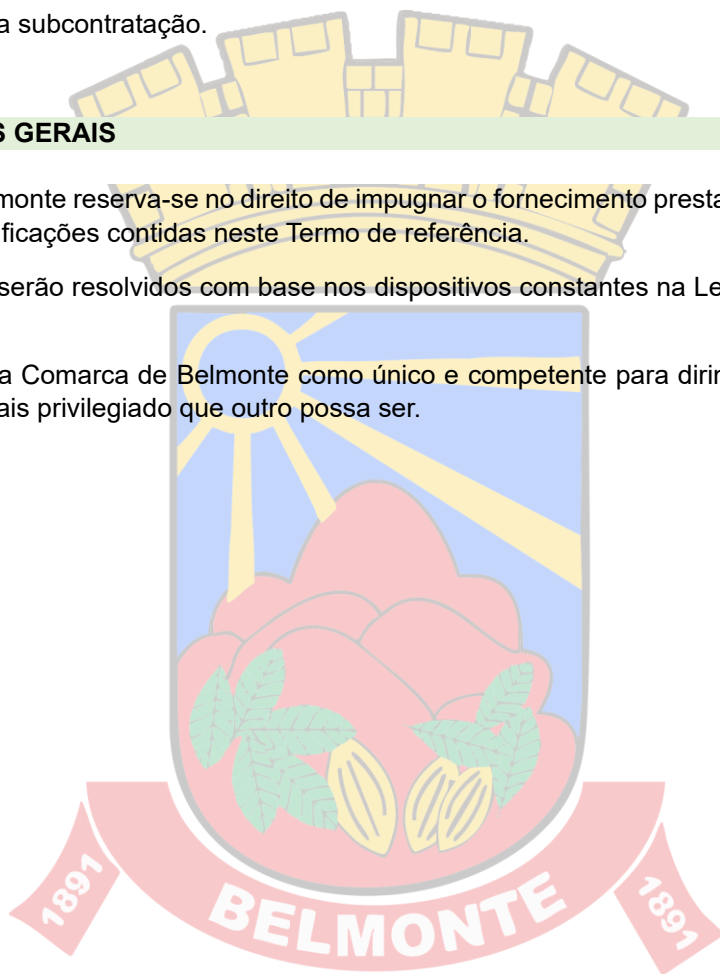 a subcontratação.
S GERAIS
monte reserva-se no direito de impugnar o fornecimento presta
ificações contidas neste Termo de referência.
serão resolvidos com base nos dispositivos constantes na Le
a Comarca de Belmonte como único e competente para dirim
ais privilegiado que outro possa ser.
1891
BELMONTE
1891